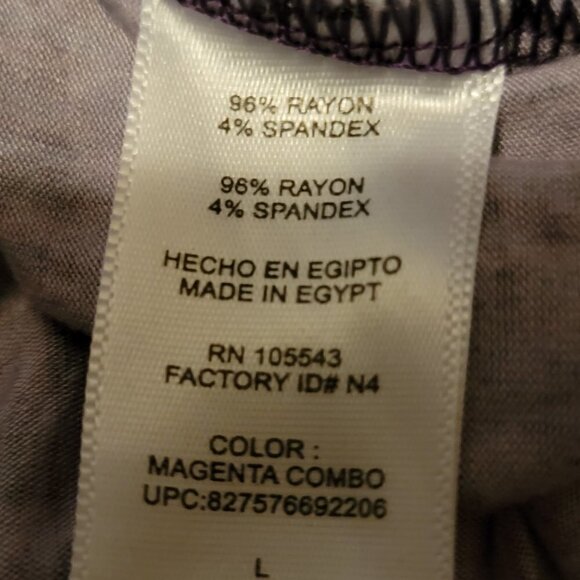 96% RAYON
4% SPANDEX
96% RAYON
4% SPANDEX
HECHO EN EGIPTO
MADE IN EGYPT
RN 105543
FACTORY ID# N4
COLOR :
MAGENTA COMBO
UPC:827576692206
L